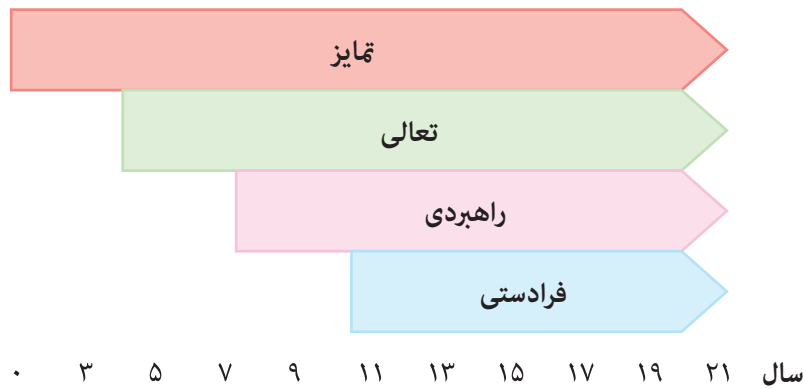 تمایز
تعالی
راهبردی
فرادستی
۰ ۳ ۵ ۷ ۹ ۱۱ ۱۳ ۱۵ ۱۷ ۱۹ ۲۱ سال